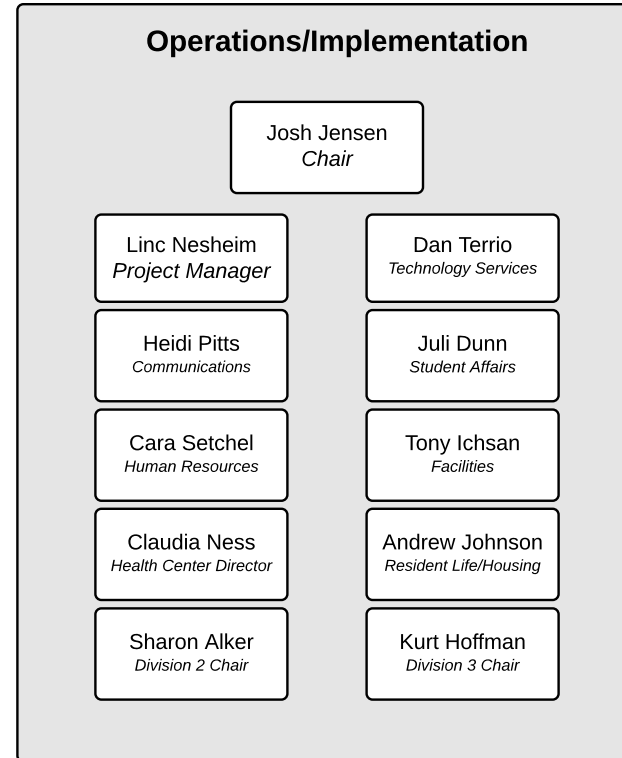 Operations/Implementation
Josh Jensen
Chair
Linc Nesheim
Project Manager
Dan Terrio
Technology Services
Heidi Pitts
Communications
Juli Dunn
Student Affairs
Cara Setchel
Human Resources
Tony Ichsan
Facilities
Claudia Ness
Health Center Director
Andrew Johnson
Resident Life/Housing
Sharon Alker
Division 2 Chair
Kurt Hoffman
Division 3 Chair